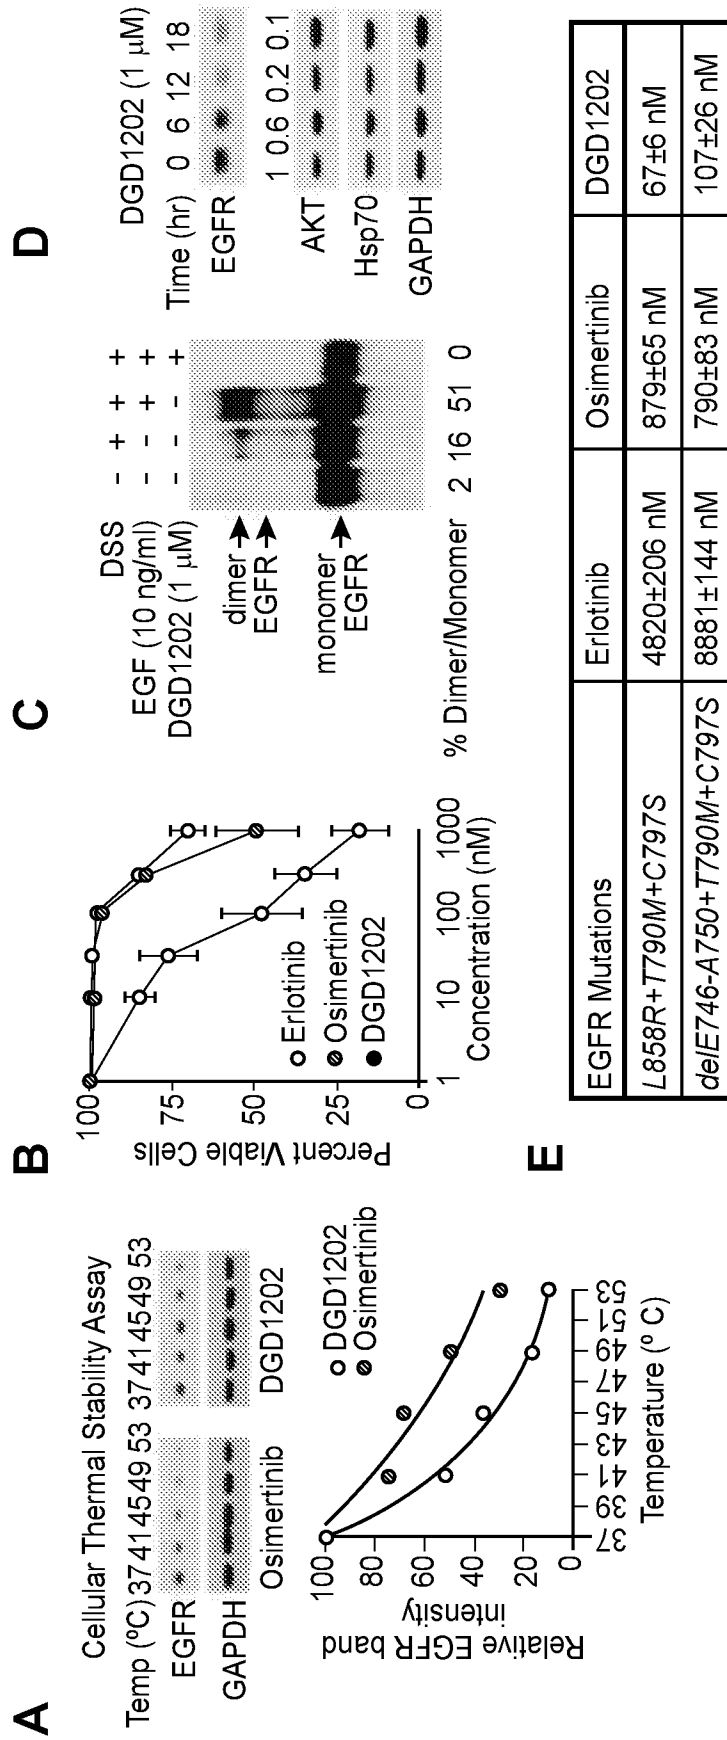 A
Cellular Thermal Stability Assay
Temp (ºC) 37 41 45 49 53 37 41 45 49 53
EGFR
GAPDH
Osimertinib DGD1202
Relative EGFR band
intensity
100
80
60
40
20
0
DGD1202
Osimertinib
37 39 41 43 45 47 49 51 53
Temperature (º C)
B
Percent Viable Cells
100
75
50
25
0
Erlotinib
Osimertinib
DGD1202
1 10 100 1000
Concentration (nM)
C
DSS - + + +
EGF (10 ng/ml) - - + +
DGD1202 (1 µM) - - - +
dimer
EGFR
monomer
EGFR
% Dimer/Monomer 2 16 51 0
D
DGD1202 (1 µM)
Time (hr) 0 6 12 18
EGFR
1 0.6 0.2 0.1
AKT
Hsp70
GAPDH
E
EGFR Mutations Erlotinib Osimertinib DGD1202
L858R+T790M+C797S 4820±206 nM 879±65 nM 67±6 nM
delE746-A750+T790M+C797S 8881±144 nM 790±83 nM 107±26 nM